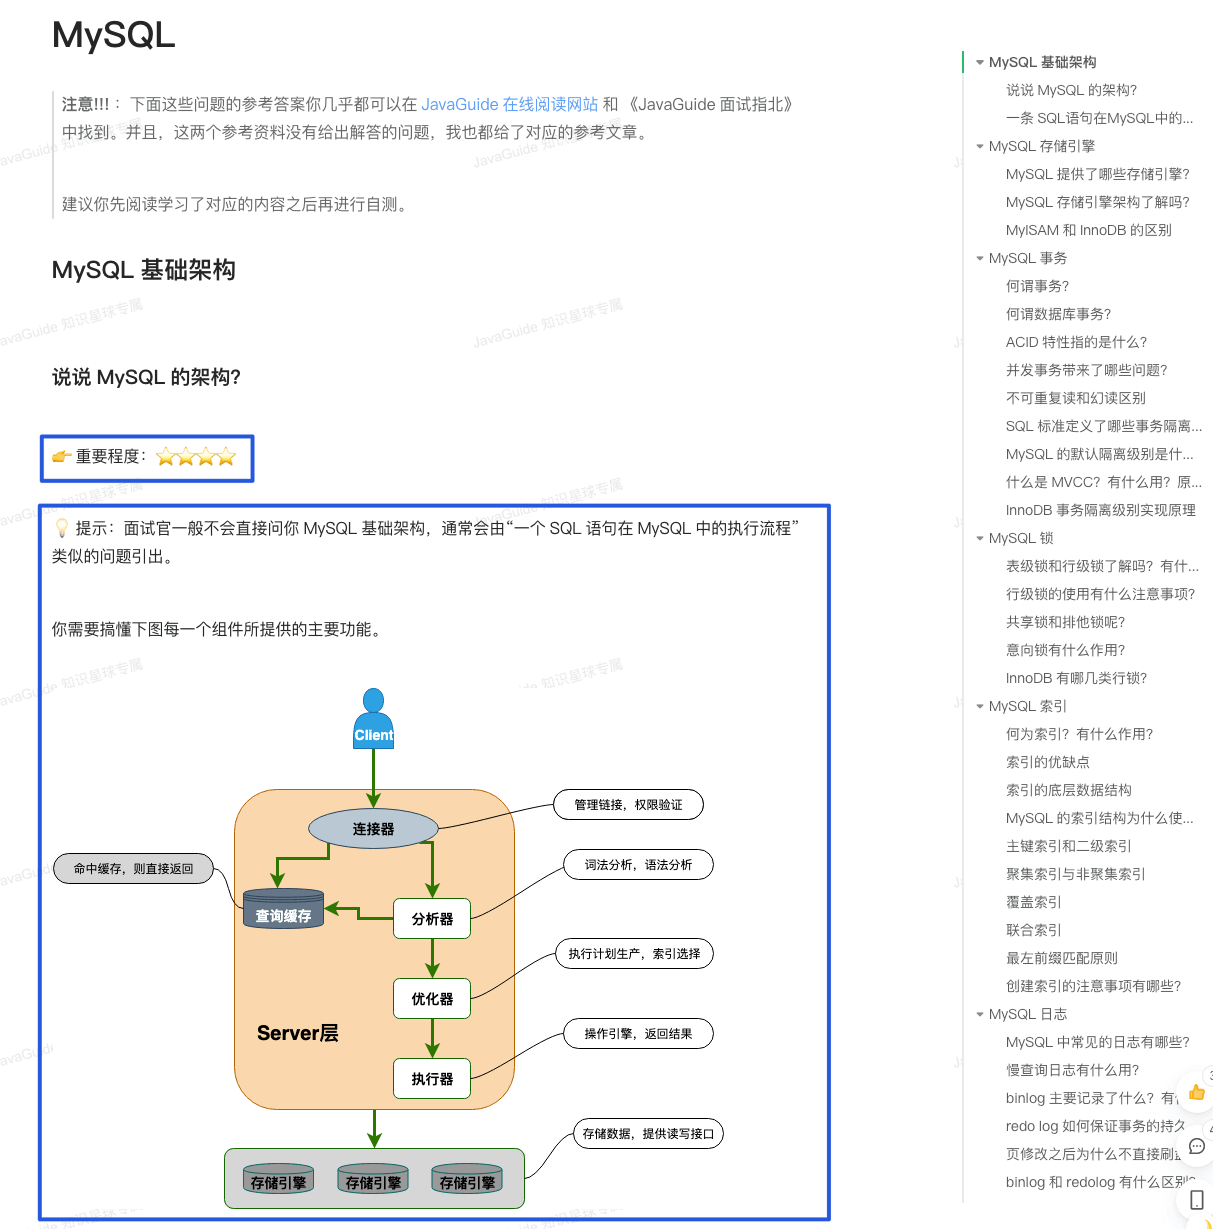 MySQL
注意!!! ：下面这些问题的参考答案你几乎都可以在 JavaGuide 在线阅读网站 和 《JavaGuide 面试指北》
中找到。并且，这两个参考资料没有给出解答的问题，我也都给了对应的参考文章。
建议你先阅读学习了对应的内容之后再进行自测。
MySQL 基础架构
说说 MySQL 的架构?
👉 重要程度：⭐⭐⭐⭐
💡 提示：面试官一般不会直接问你 MySQL 基础架构，通常会由“一个 SQL 语句在 MySQL 中的执行流程”
类似的问题引出。
你需要搞懂下图每一个组件所提供的主要功能。
Client
管理链接，权限验证
连接器
词法分析，语法分析
命中缓存，则直接返回
查询缓存
分析器
执行计划生产，索引选择
优化器
Server层
操作引擎，返回结果
执行器
存储数据，提供读写接口
存储引擎
存储引擎
存储引擎
MySQL 基础架构
说说 MySQL 的架构?
一条 SQL语句在MySQL中的...
MySQL 存储引擎
MySQL 提供了哪些存储引擎?
MySQL 存储引擎架构了解吗?
MyISAM 和 InnoDB 的区别
MySQL 事务
何谓事务?
何谓数据库事务?
ACID 特性指的是什么?
并发事务带来了哪些问题?
不可重复读和幻读区别
SQL 标准定义了哪些事务隔离...
MySQL 的默认隔离级别是什...
什么是 MVCC？有什么用？原...
InnoDB 事务隔离级别实现原理
MySQL 锁
表级锁和行级锁了解吗？有什...
行级锁的使用有什么注意事项?
共享锁和排他锁呢?
意向锁有什么作用?
InnoDB 有哪几类行锁?
MySQL 索引
何为索引？有什么作用?
索引的优缺点
索引的底层数据结构
MySQL 的索引结构为什么使...
主键索引和二级索引
聚集索引与非聚集索引
覆盖索引
联合索引
最左前缀匹配原则
创建索引的注意事项有哪些?
MySQL 日志
MySQL 中常见的日志有哪些?
慢查询日志有什么用?
binlog 主要记录了什么？有
redo log 如何保证事务的持久
页修改之后为什么不直接刷
binlog 和 redolog 有什么区别?
JavaGuide 知识星球专属